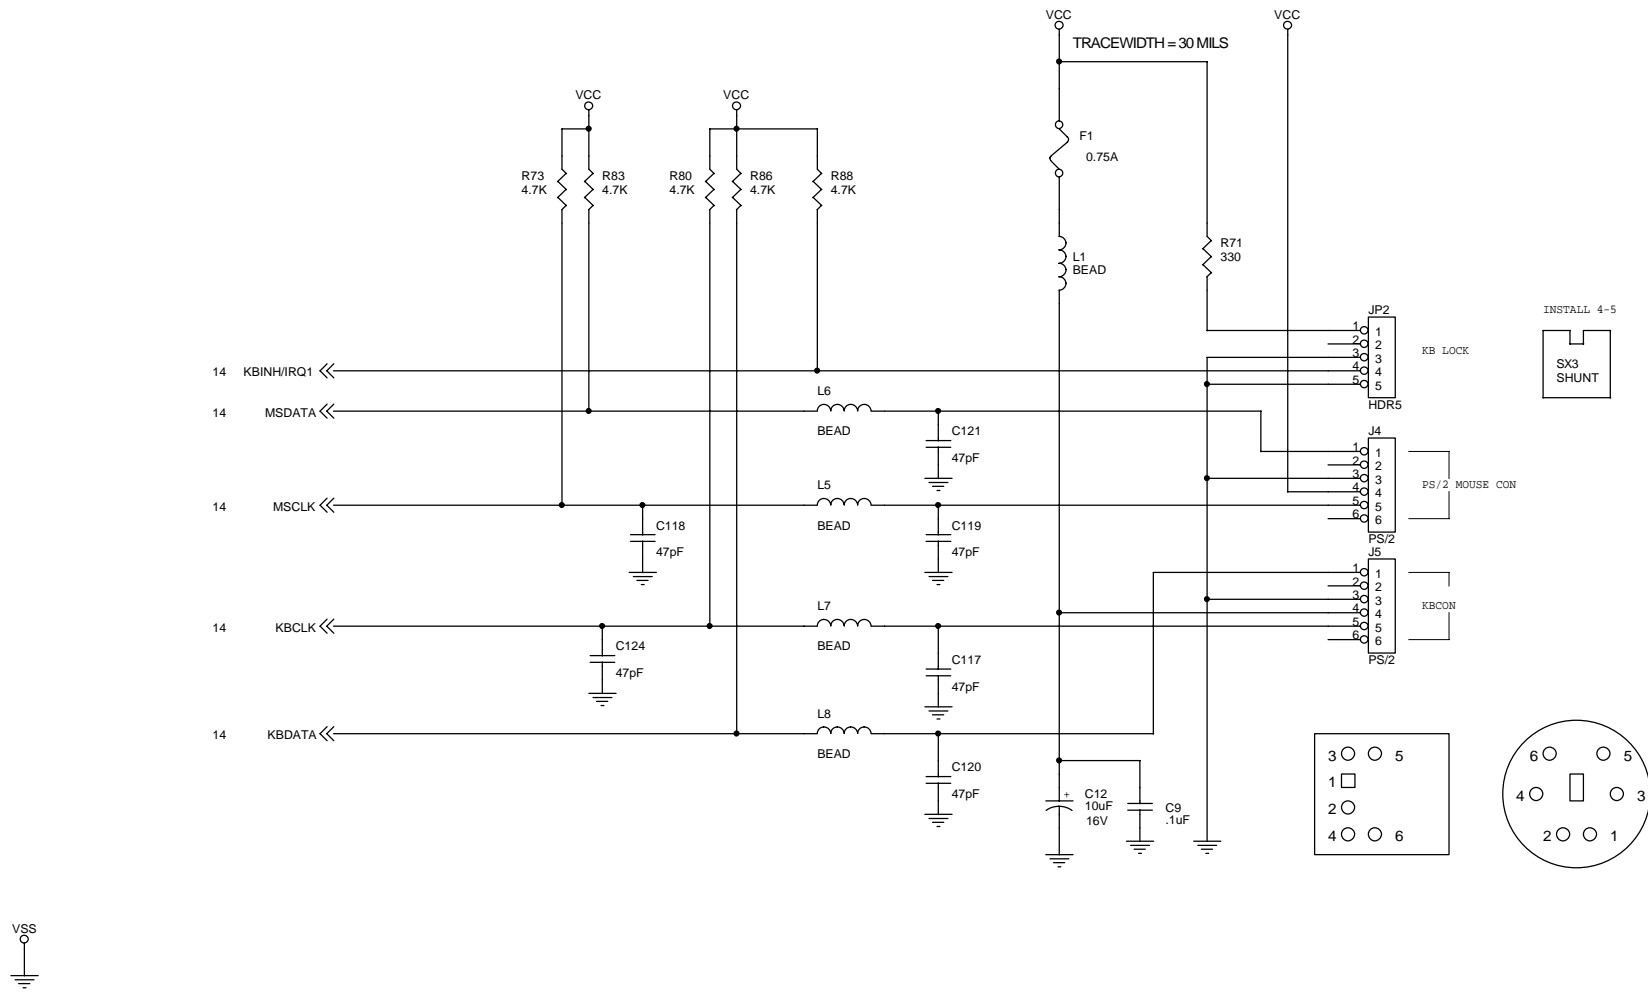 VCC
VCC
TRACEWIDTH = 30 MILS
VCC
VCC
F1
0.75A
R73
4.7K
R83
4.7K
R80
4.7K
R86
4.7K
R88
4.7K
R71
330
L1
BEAD
JP2
1 1
2 2
3 3
4 4
5 5
HDR5
KB LOCK
INSTALL 4-5
SX3
SHUNT
14 KBINH/IRQ1
14 MSDATA
L6
BEAD
C121
47pF
J4
1 1
2 2
3 3
4 4
5 5
6 6
PS/2
PS/2 MOUSE CON
14 MSCLK
L5
BEAD
C118
47pF
C119
47pF
J5
1 1
2 2
3 3
4 4
5 5
6 6
PS/2
KBCON
14 KBCLK
L7
BEAD
C124
47pF
C117
47pF
14 KBDATA
L8
BEAD
C120
47pF
+
C12
10uF
16V
C9
.1uF
3 5
1
2
4 6
6 5
4 3
2 1
VSS